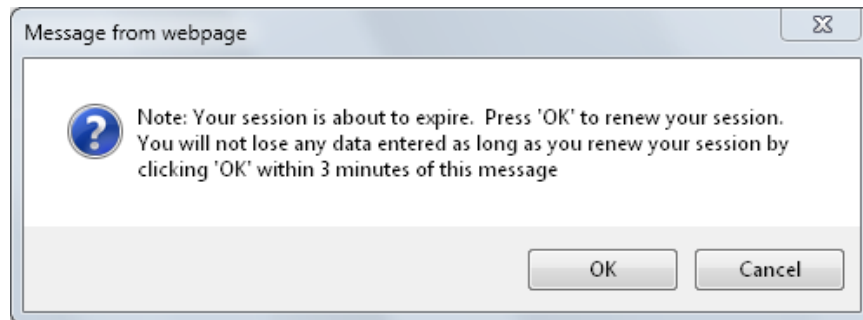 Message from webpage
Note: Your session is about to expire. Press 'OK' to renew your session.
You will not lose any data entered as long as you renew your session by
clicking 'OK' within 3 minutes of this message
OK
Cancel